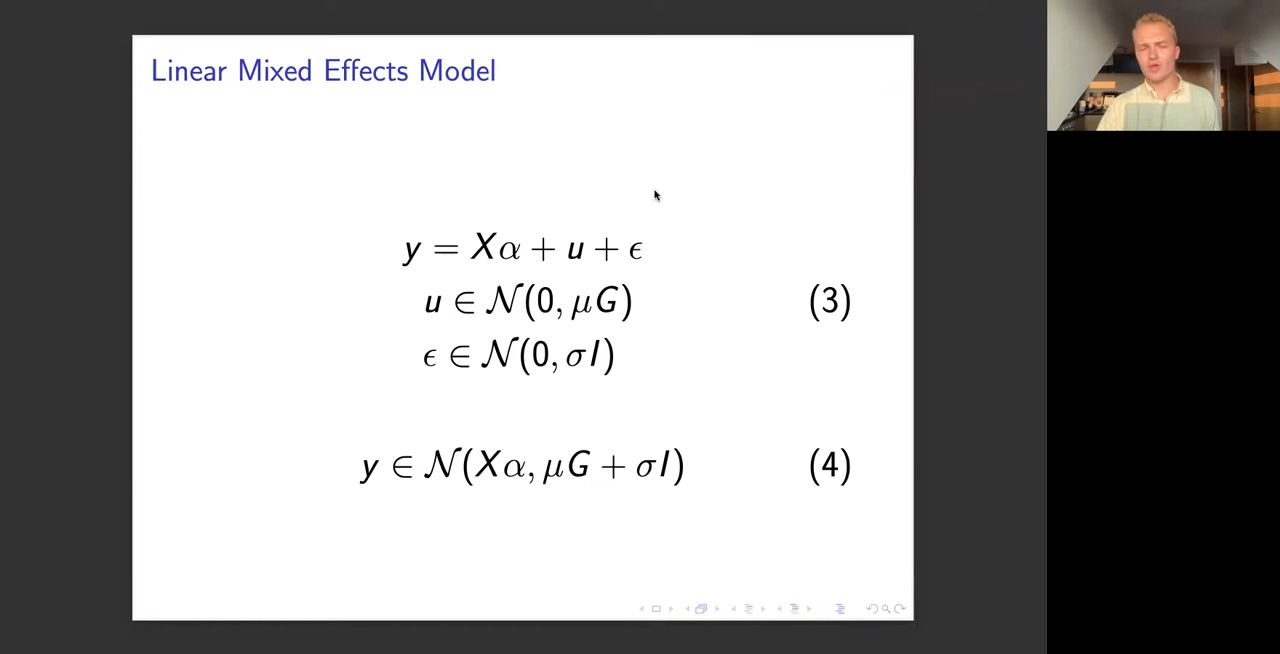 Linear Mixed Effects Model
y = Xα + u + ϵ
u ∈ 𝒩(0, μG) (3)
ϵ ∈ 𝒩(0, σI)
y ∈ 𝒩(Xα, μG + σI) (4)